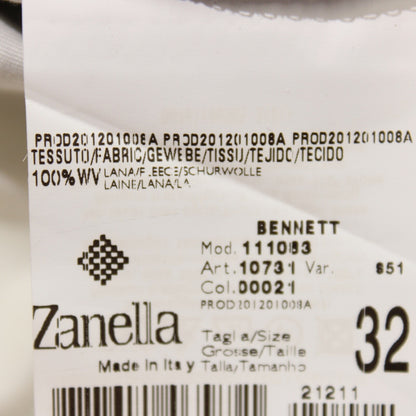 PROD201201008A PROD201201008A PROD201201008A
TESSUTO/FABRIC/GEWEBE/TISSU/TEJIDO/TECIDO
100% WV LANA/FLEECE/SCHURWOLLE
LAINE/LANA/LA
BENNETT
Mod. 111083
Art. 10731 Var. 851
Col. 00021
PROD201201008A
Zanella
Taglia/Size
Grosse/Taille
Made in Italy Talla/Tamanho
32
21211